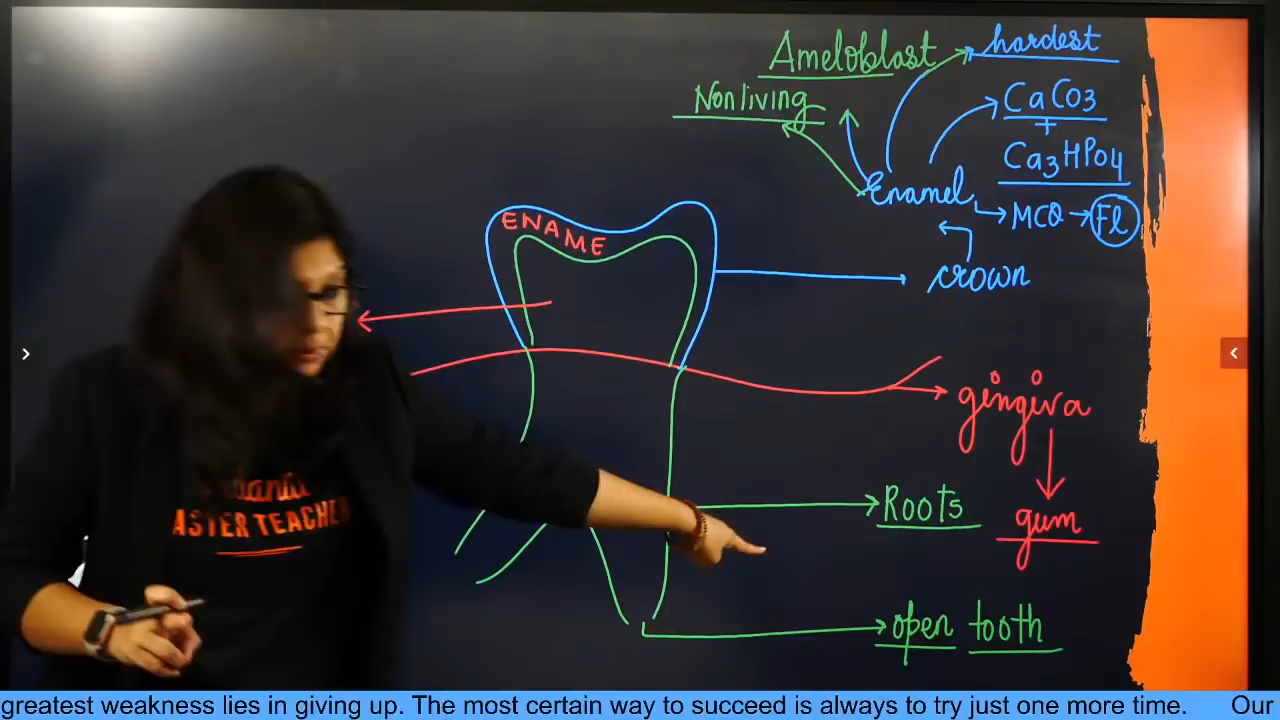 Ameloblast
hardest
Nonliving
CaCO3
+
Ca3HPO4
Enamel
MCQ → Fl
ENAME
crown
gingiva
Roots
gum
open tooth
ASTER TEACHER
greatest weakness lies in giving up. The most certain way to succeed is always to try just one more time. Our